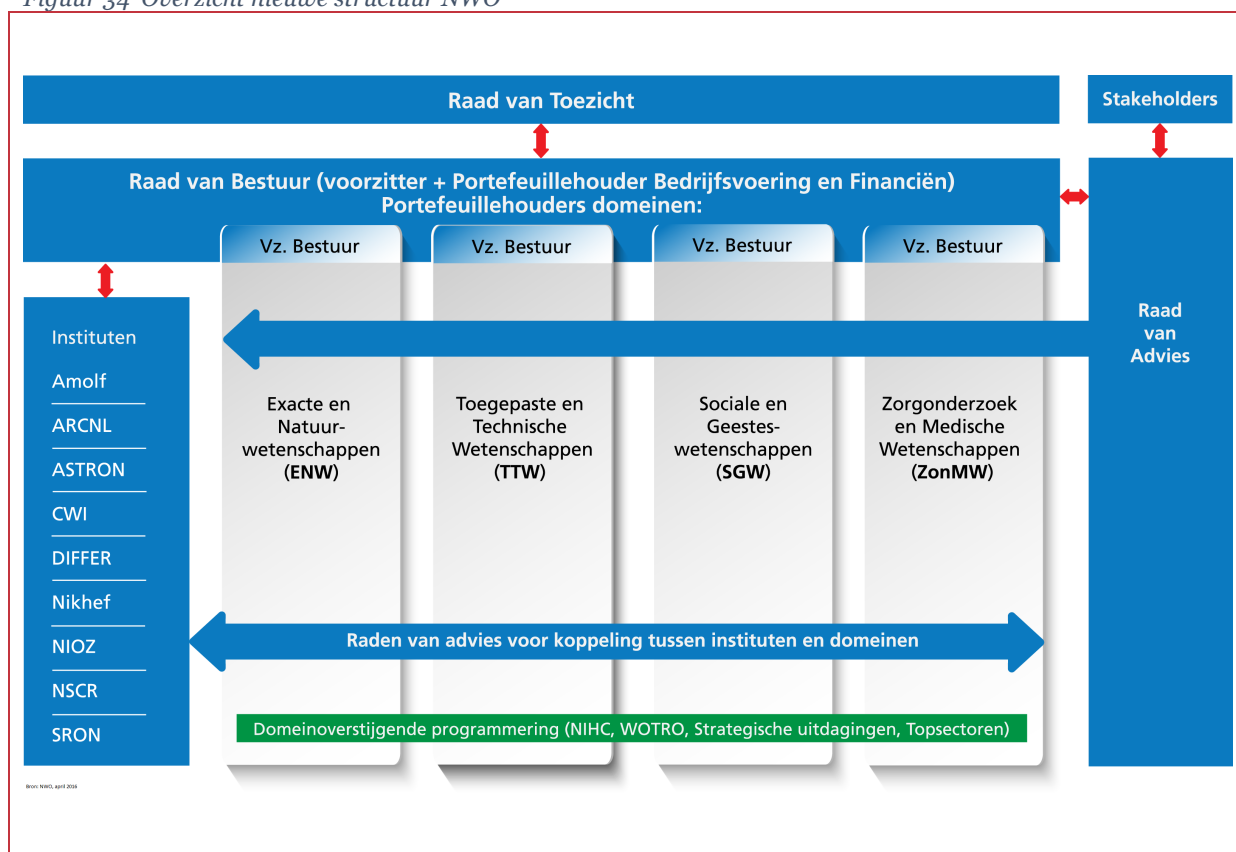 Figuur 34 Overzicht nieuwe structuur NWO
Raad van Toezicht
Stakeholders
Raad van Bestuur (voorzitter + Portefeuillehouder Bedrijfsvoering en Financiën)
Portefeuillehouders domeinen:
Vz. Bestuur
Vz. Bestuur
Vz. Bestuur
Vz. Bestuur
Instituten
Amolf
ARCNL
ASTRON
CWI
DIFFER
Nikhef
NIOZ
NSCR
SRON
Exacte en
Natuur-
wetenschappen
(ENW)
Toegepaste en
Technische
Wetenschappen
(TTW)
Sociale en
Geestes-
wetenschappen
(SGW)
Zorgonderzoek
en Medische
Wetenschappen
(ZonMW)
Raad
van
Advies
Raden van advies voor koppeling tussen instituten en domeinen
Domeinoverstijgende programmering (NIHC, WOTRO, Strategische uitdagingen, Topsectoren)
Bron: NWO, april 2016